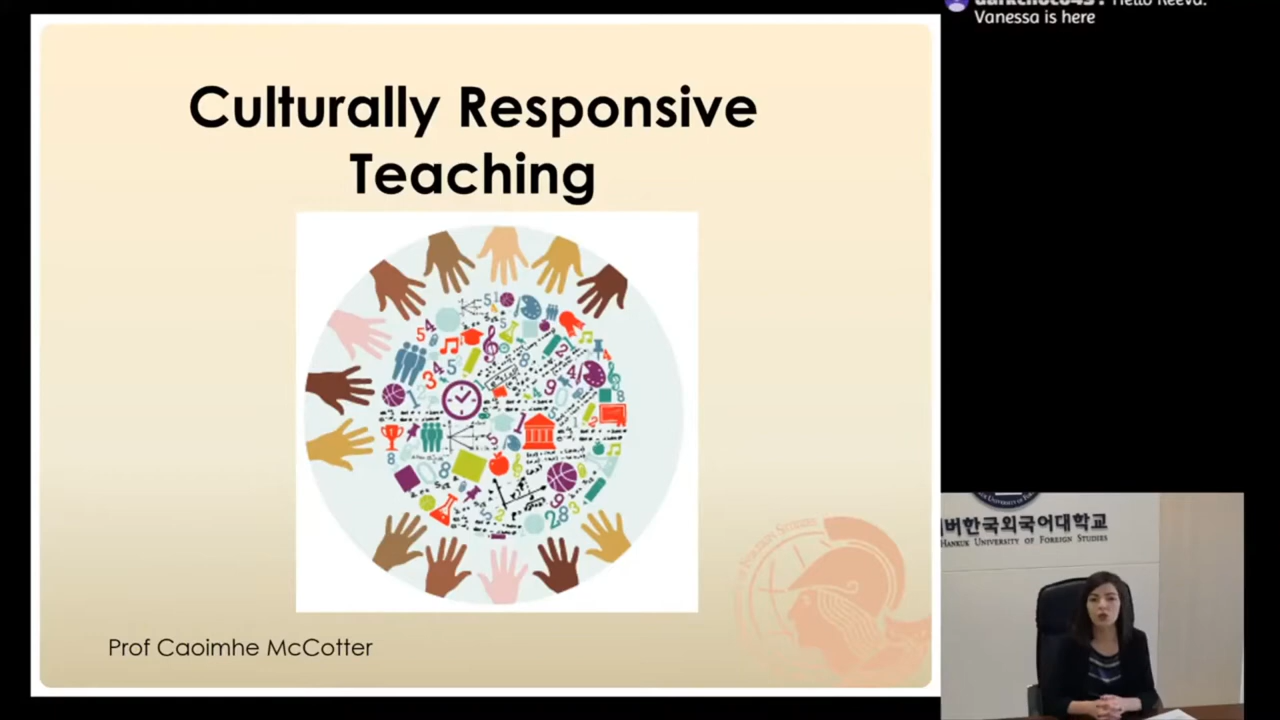 Culturally Responsive
Teaching
Prof Caoimhe McCotter
Vanessa is here
버한국외국어대학교
HANKUK UNIVERSITY OF FOREIGN STUDIES